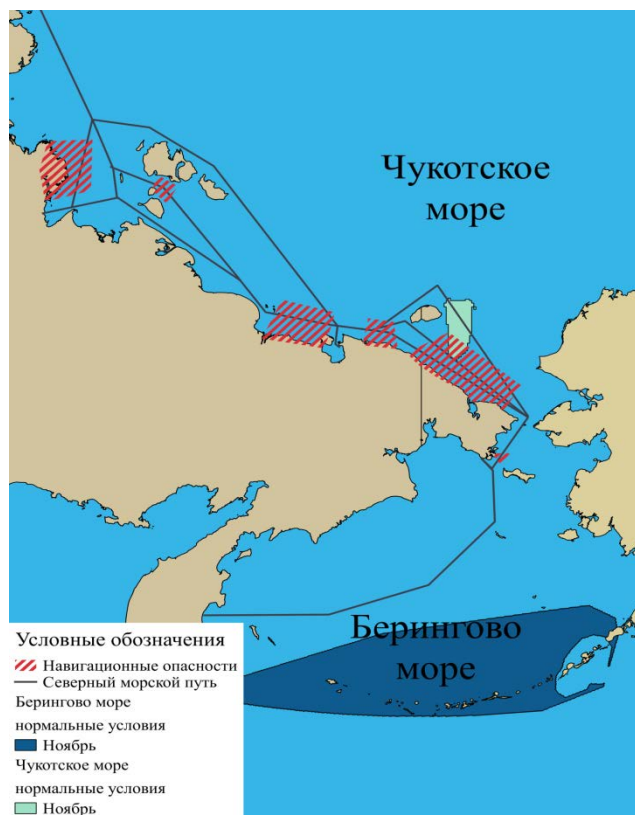 Чукотское
море
Берингово
море
Условные обозначения
Навигационные опасности
Северный морской путь
Берингово море
нормальные условия
Ноябрь
Чукотское море
нормальные условия
Ноябрь